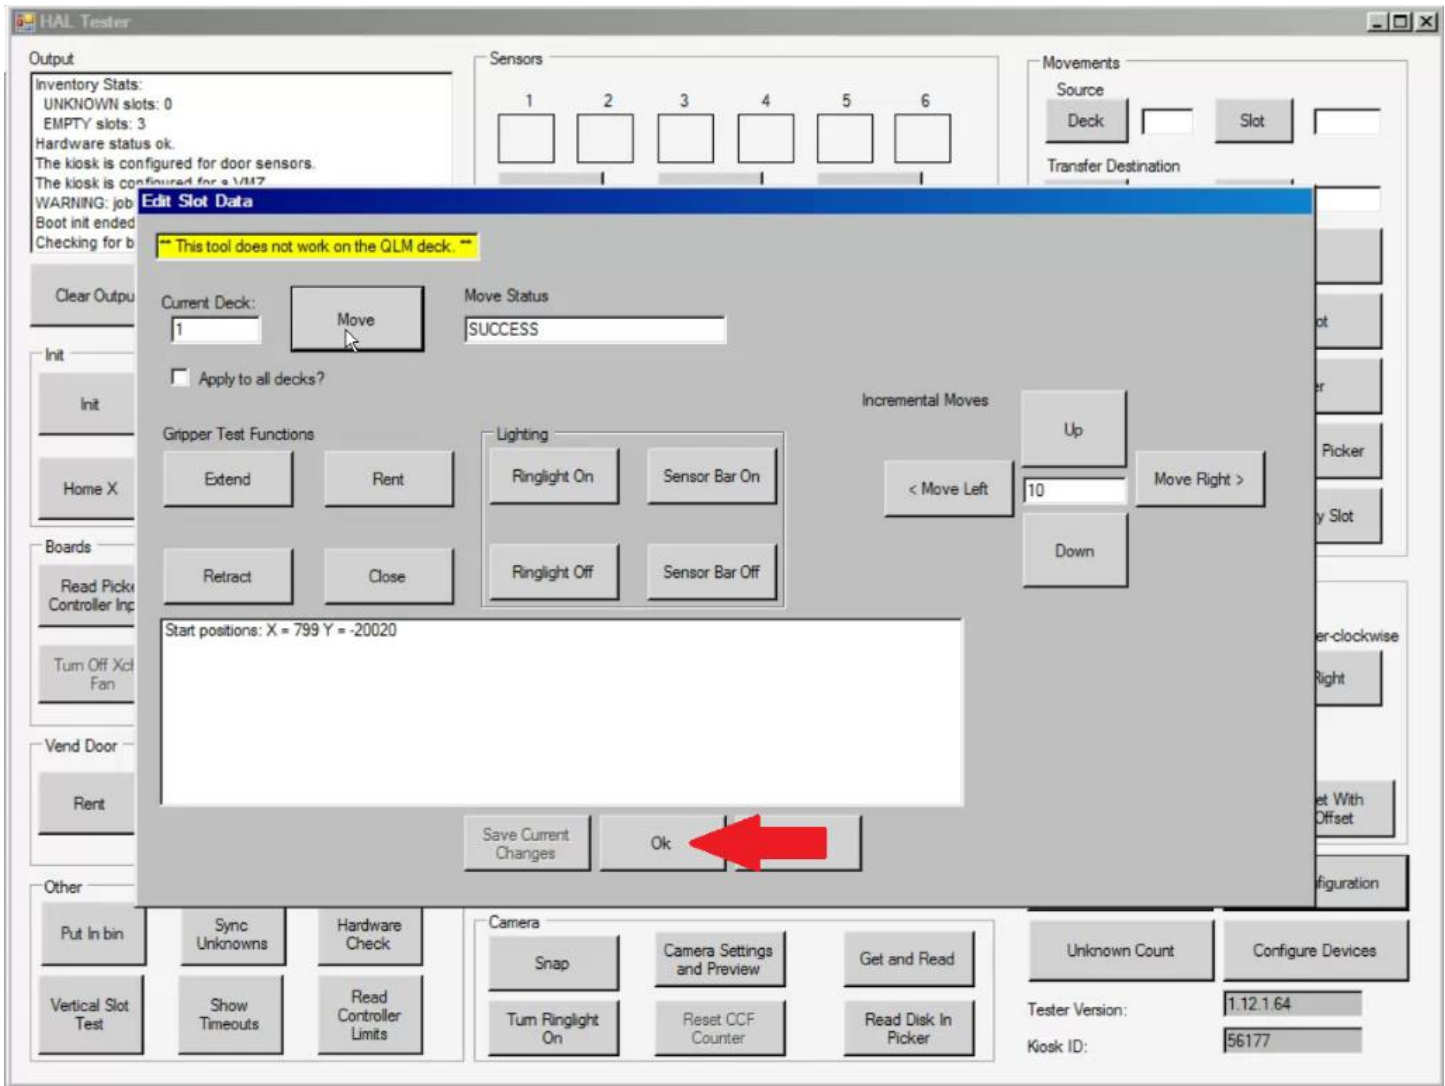 HAL Tester
Output
Inventory Stats:
UNKNOWN slots: 0
EMPTY slots: 3
Hardware status ok.
The kiosk is configured for door sensors.
The kiosk is configured for a VMZ.
WARNING: job
Boot init ended
Checking for b
Clear Outpu
Init
Init
Home X
Boards
Read Picke
Controller Inp
Turn Off Xch
Fan
Vend Door
Rent
Other
Put In bin
Sync
Unknowns
Hardware
Check
Vertical Slot
Test
Show
Timeouts
Read
Controller
Limits
Sensors
1 2 3 4 5 6
Movements
Source
Deck
Slot
Transfer Destination
ot
er
Picker
y Slot
er-clockwise
Right
et With
Offset
figuration
Edit Slot Data
** This tool does not work on the QLM deck. **
Current Deck:
1
Move
Move Status
SUCCESS
Apply to all decks?
Gripper Test Functions
Extend
Rent
Retract
Close
Lighting
Ringlight On
Sensor Bar On
Ringlight Off
Sensor Bar Off
Incremental Moves
Up
< Move Left
10
Move Right >
Down
Start positions: X = 799 Y = -20020
Save Current
Changes
Ok
Camera
Snap
Camera Settings
and Preview
Get and Read
Turn Ringlight
On
Reset CCF
Counter
Read Disk In
Picker
Unknown Count
Configure Devices
Tester Version:
1.12.1.64
Kiosk ID:
56177